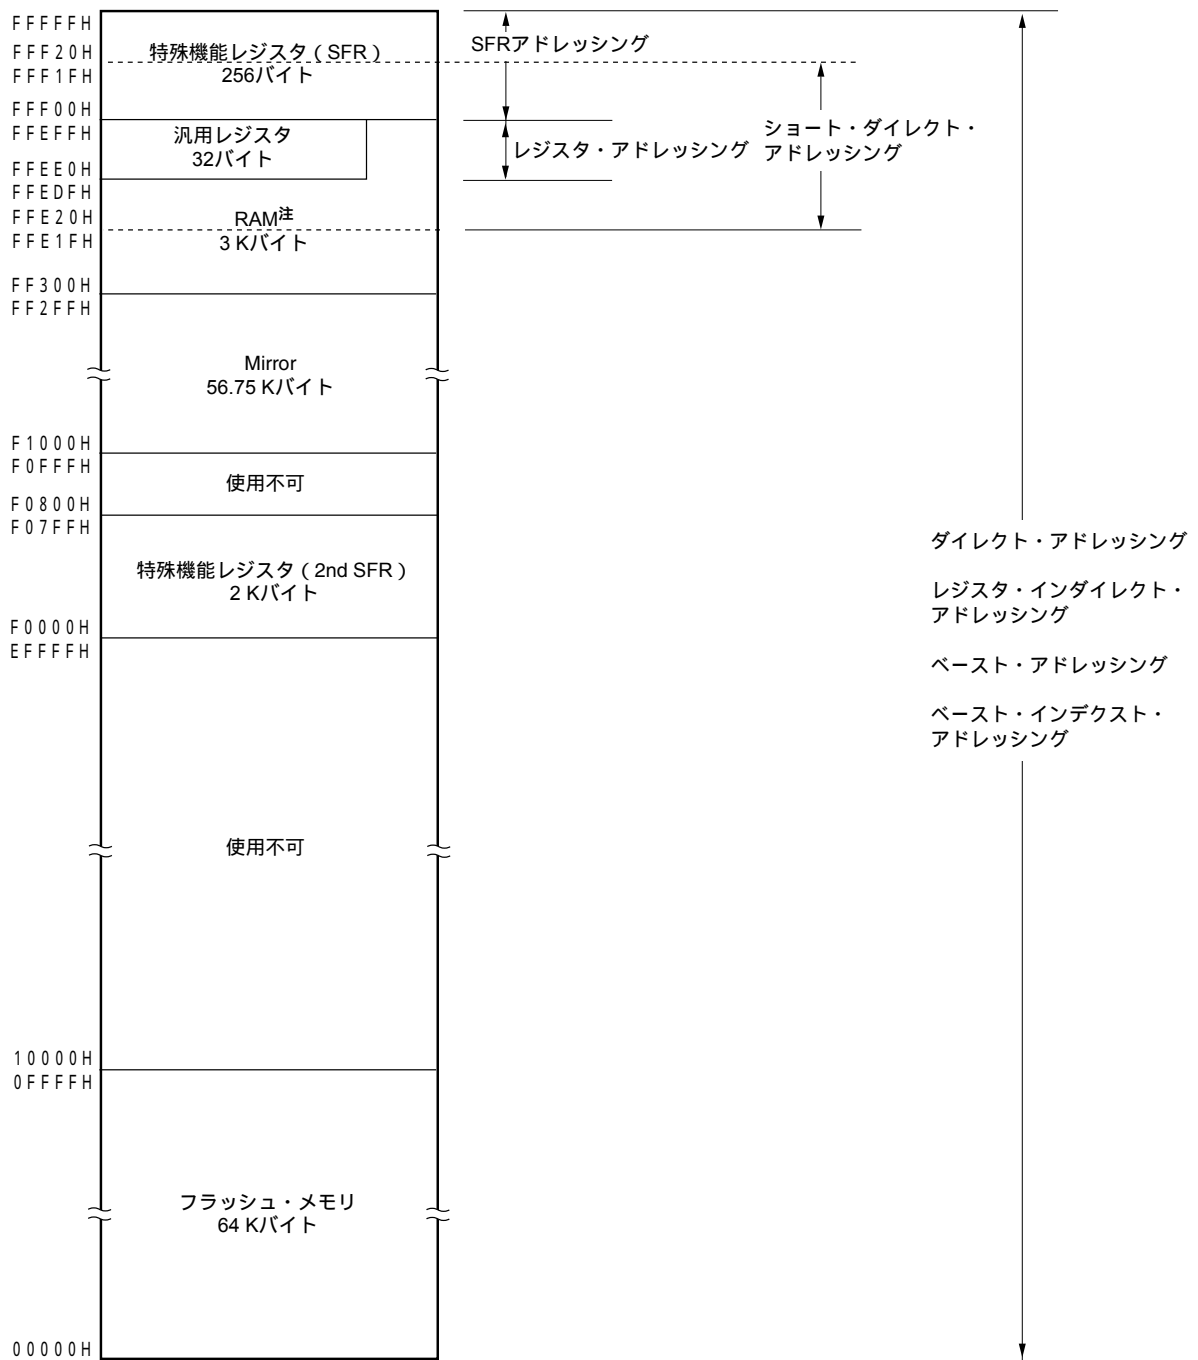 FFFFFH
FFF20H
FFF1FH
FFF00H
FFEFFH
FFEE0H
FFEDFH
FFE20H
FFE1FH
FF300H
FF2FFH
F1000H
F0FFFH
F0800H
F07FFH
F0000H
EFFFFH
10000H
0FFFFH
00000H
特殊機能レジスタ(SFR)
256バイト
汎用レジスタ
32バイト
RAM注
3 Kバイト
Mirror
56.75 Kバイト
使用不可
特殊機能レジスタ(2nd SFR)
2 Kバイト
使用不可
フラッシュ・メモリ
64 Kバイト
SFRアドレッシング
レジスタ・アドレッシング
ショート・ダイレクト・
アドレッシング
ダイレクト・アドレッシング
レジスタ・インダイレクト・
アドレッシング
ベースト・アドレッシング
ベースト・インデクスト・
アドレッシング